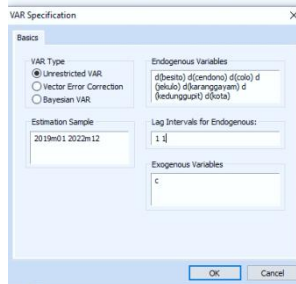 VAR Specification
Basics
VAR Type
Unrestricted VAR
Vector Error Correction
Bayesian VAR
Estimation Sample
2019m01 2022m12
Endogenous Variables
d(besito) d(cendono) d(colo) d
(jekulo) d(karanggayam) d
(kedunggupit) d(kota)
Lag Intervals for Endogenous:
1 1
Exogenous Variables
c
OK
Cancel